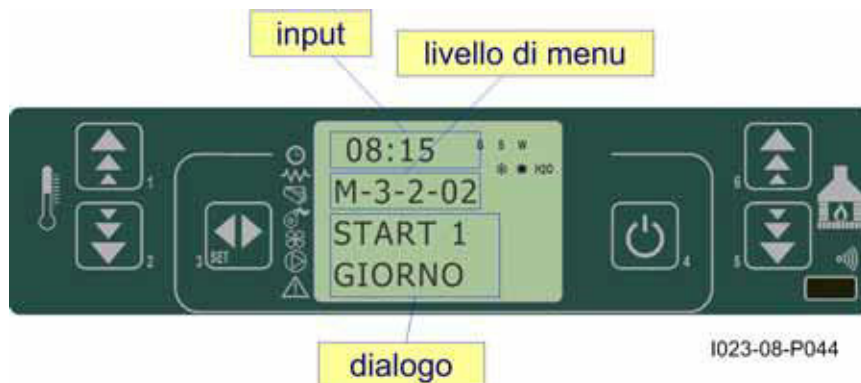 input
livello di menu
08:15
G S W
H2O
M-3-2-02
START 1
GIORNO
1
2
3 SET
4
6
5
I023-08-P044
dialogo